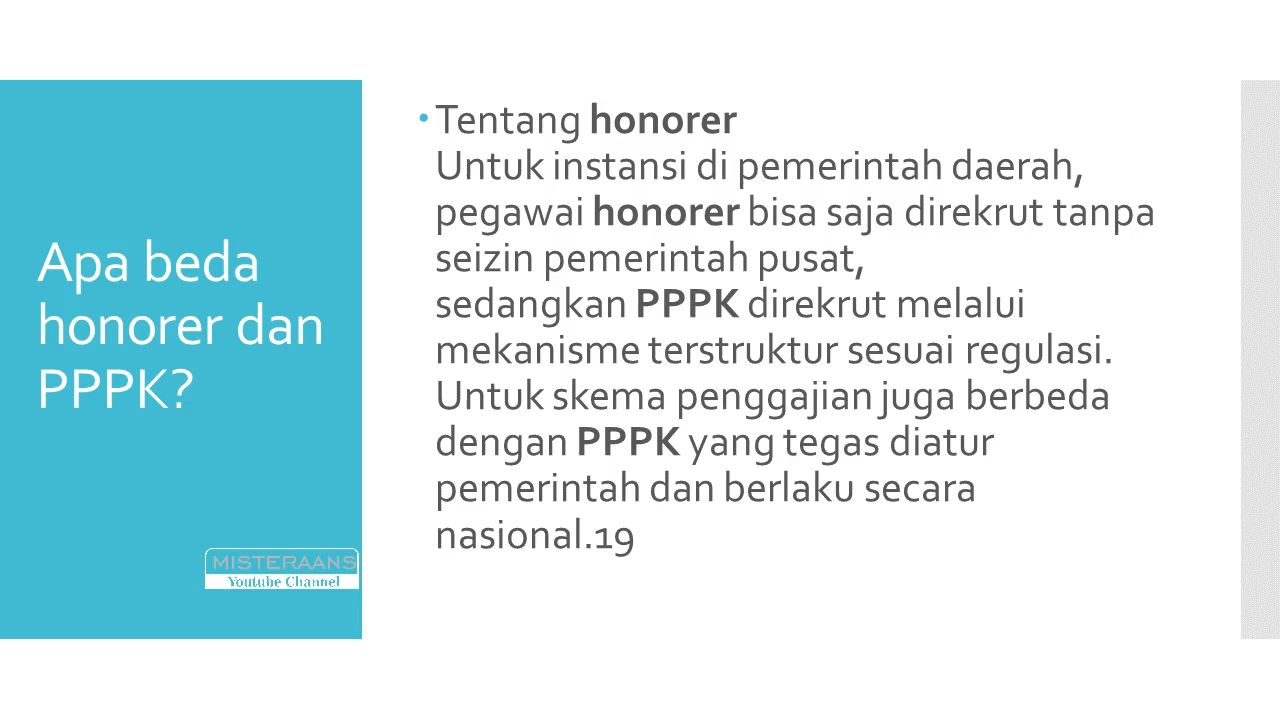 Apa beda
honorer dan
PPPK?
MISTERAANS
Youtube Channel
• Tentang honorer
Untuk instansi di pemerintah daerah,
pegawai honorer bisa saja direkrut tanpa
seizin pemerintah pusat,
sedangkan PPPK direkrut melalui
mekanisme terstruktur sesuai regulasi.
Untuk skema penggajian juga berbeda
dengan PPPK yang tegas diatur
pemerintah dan berlaku secara
nasional.19